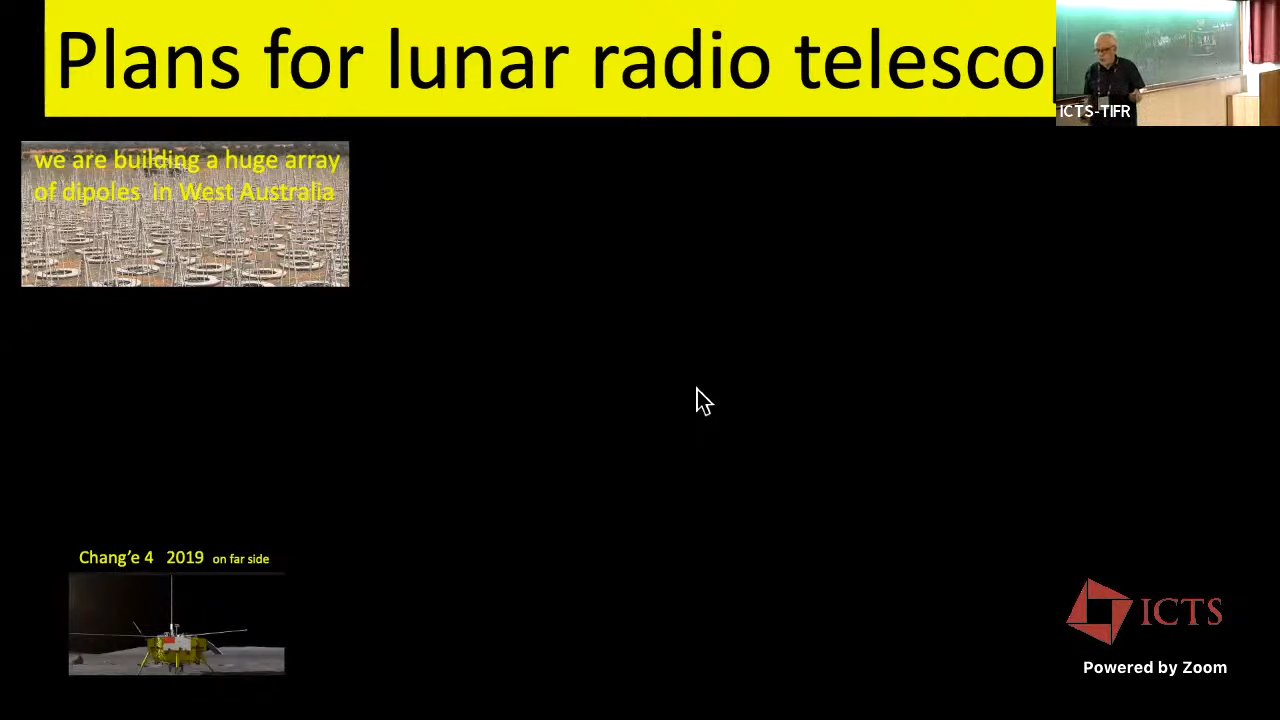 Plans for lunar radio telesco
ICTS-TIFR
we are building a huge array
of dipoles in West Australia
Chang’e 4 2019 on far side
ICTS
Powered by Zoom